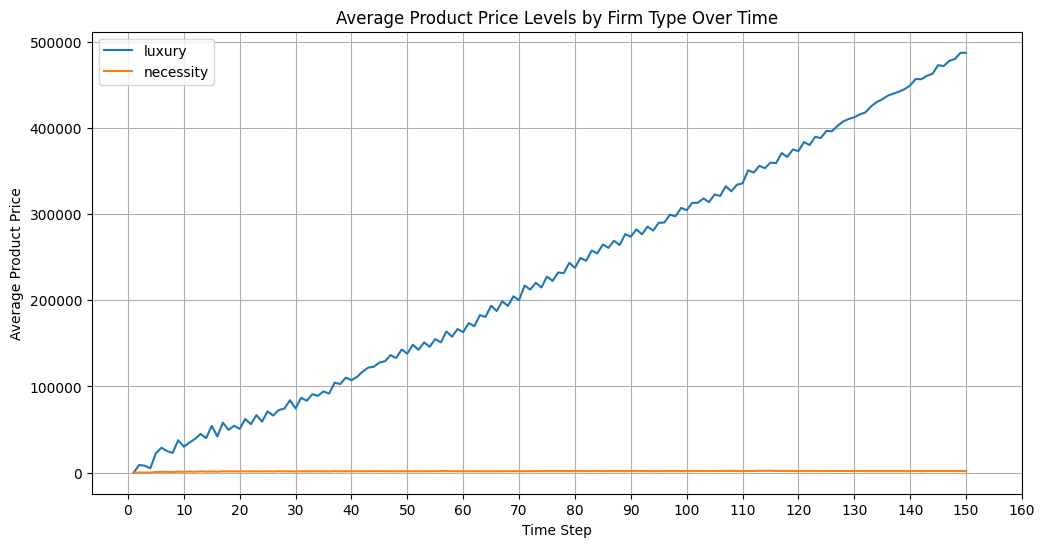 Average Product Price Levels by Firm Type Over Time
luxury
necessity
500000
400000
300000
200000
100000
0
Average Product Price
0 10 20 30 40 50 60 70 80 90 100 110 120 130 140 150 160
Time Step